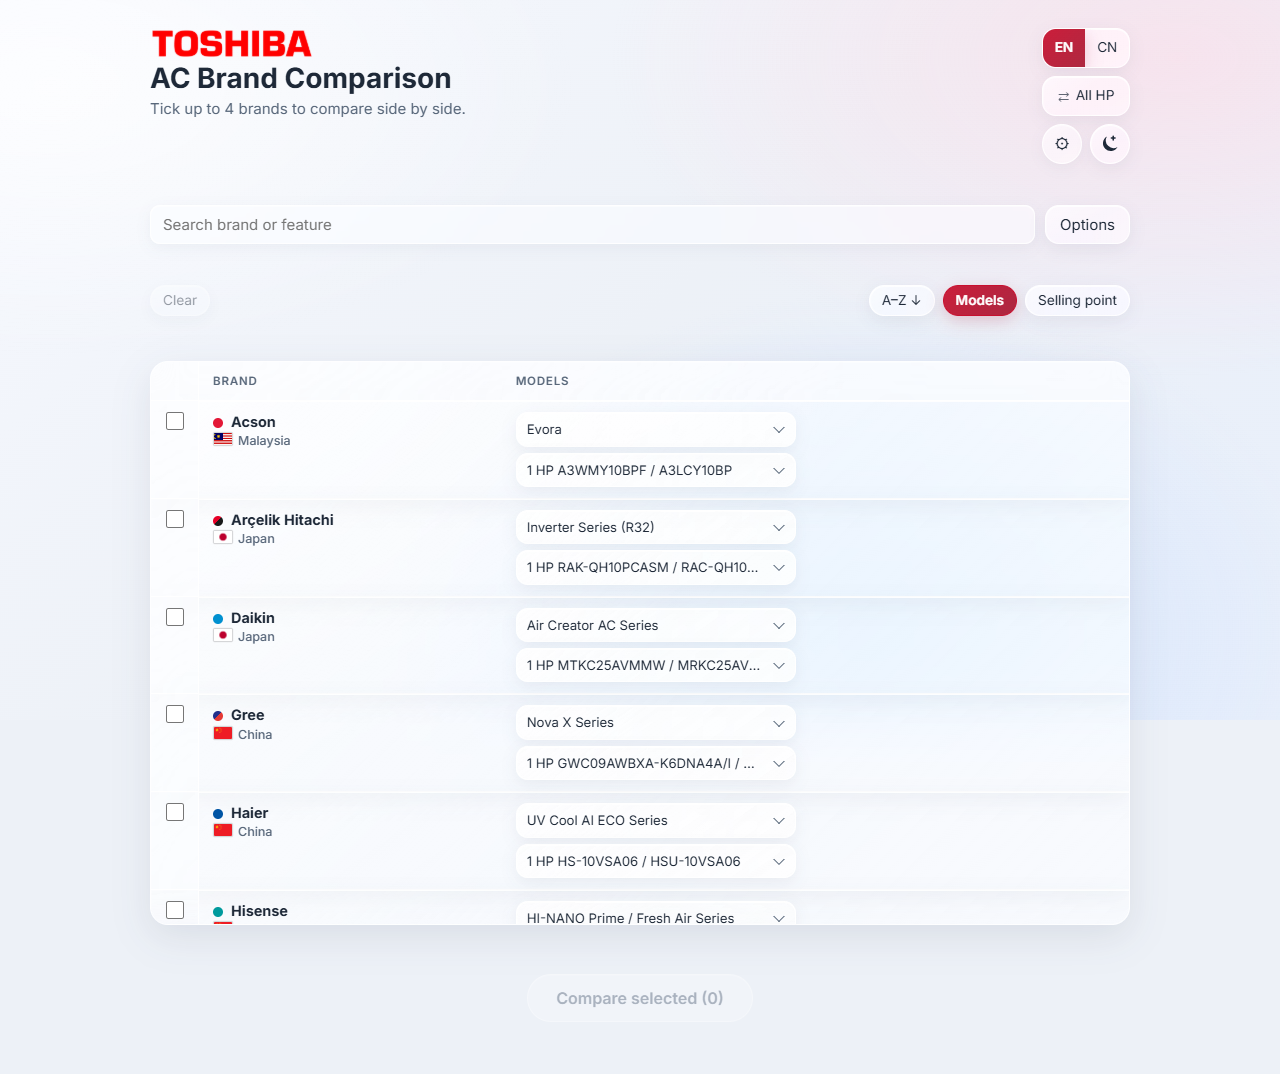 TOSHIBA
AC Brand Comparison
Tick up to 4 brands to compare side by side.
EN CN
⇄ All HP
Search brand or feature
Options
Clear
A–Z ↓
Models
Selling point
BRAND MODELS
Acson
Malaysia
Evora
1 HP A3WMY10BPF / A3LCY10BP
Arçelik Hitachi
Japan
Inverter Series (R32)
1 HP RAK-QH10PCASM / RAC-QH10...
Daikin
Japan
Air Creator AC Series
1 HP MTKC25AVMMW / MRKC25AV...
Gree
China
Nova X Series
1 HP GWC09AWBXA-K6DNA4A/I / ...
Haier
China
UV Cool AI ECO Series
1 HP HS-10VSA06 / HSU-10VSA06
Hisense
HI-NANO Prime / Fresh Air Series
Compare selected (0)